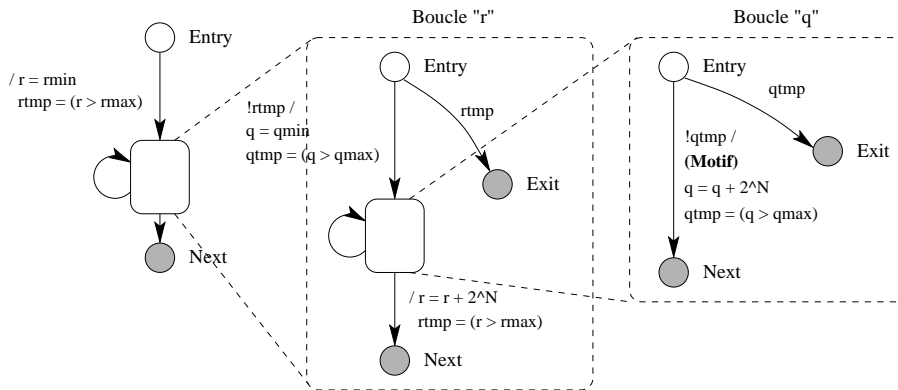 Boucle "r"
Boucle "q"
Entry
/ r = rmin
rtmp = (r > rmax)
Next
Entry
rtmp
!rtmp /
q = qmin
qtmp = (q > qmax)
Exit
/ r = r + 2^N
rtmp = (r > rmax)
Next
Entry
qtmp
!qtmp /
(Motif)
q = q + 2^N
qtmp = (q > qmax)
Exit
Next